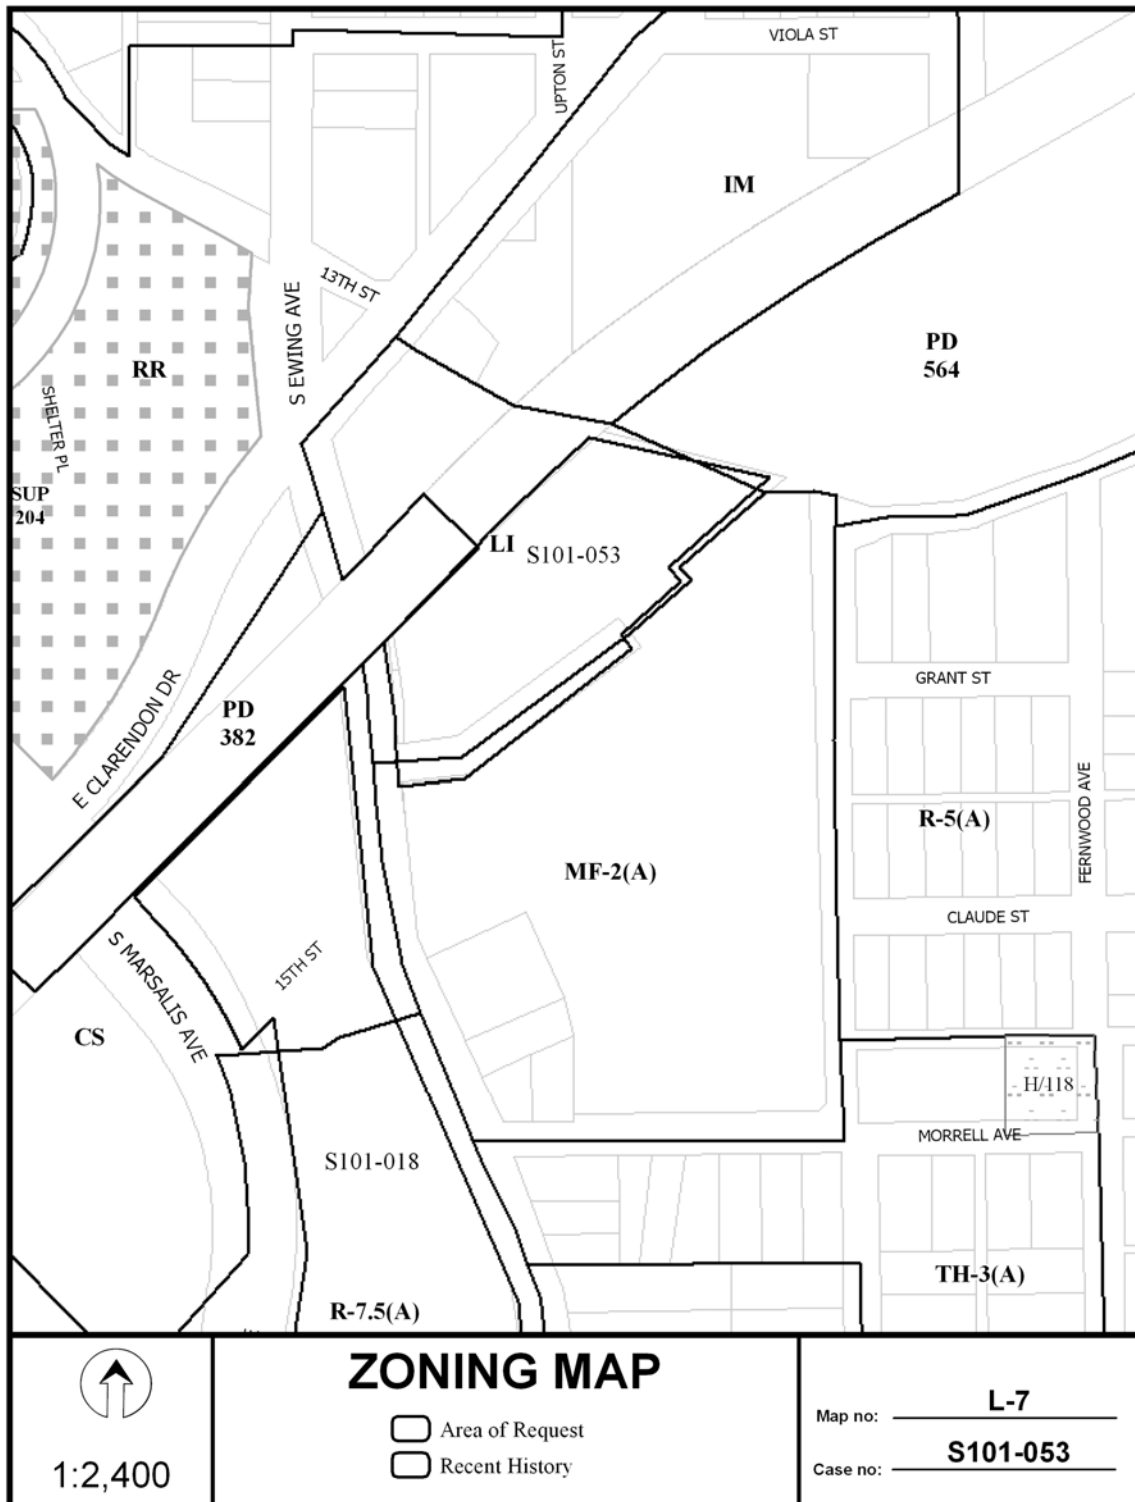 VIOLA ST
UPTON ST
IM
13TH ST
S EWING AVE
PD
564
RR
SHELTER PL
SUP
204
LI
S101-053
GRANT ST
E CLARENDON DR
PD
382
FERNWOOD AVE
R-5(A)
MF-2(A)
CLAUDE ST
S MARSALIS AVE
15TH ST
CS
H/118
MORRELL AVE
S101-018
TH-3(A)
R-7.5(A)
1:2,400
ZONING MAP
Area of Request
Recent History
Map no: L-7
Case no: S101-053